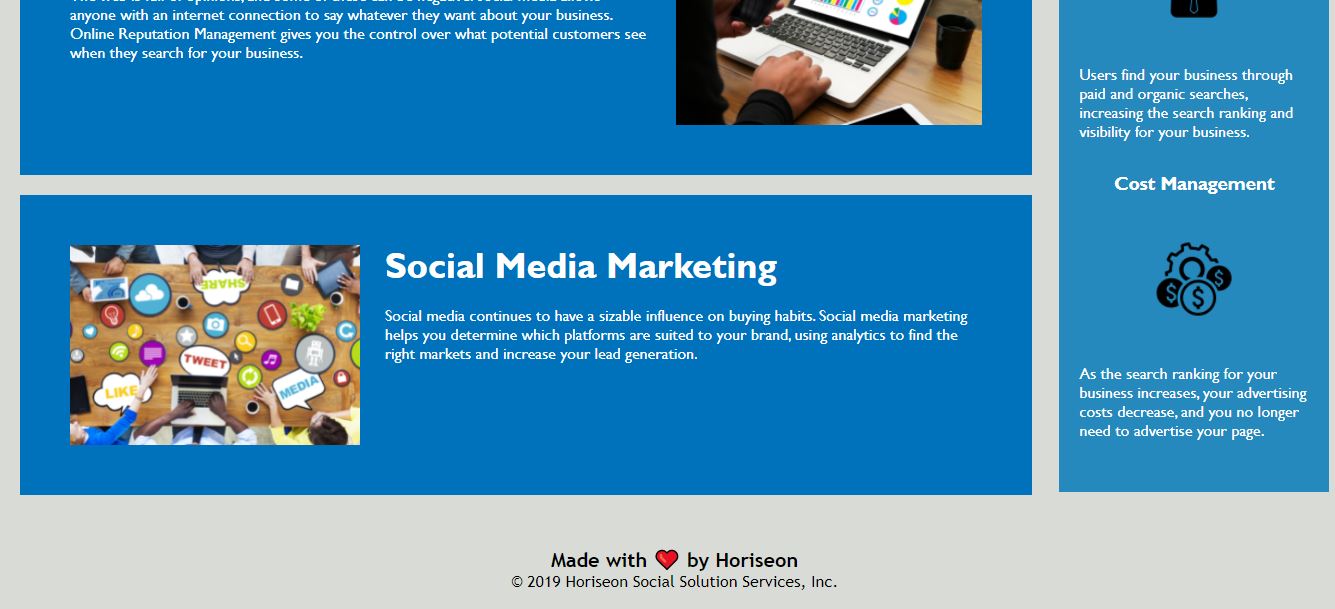 anyone with an internet connection to say whatever they want about your business.
Online Reputation Management gives you the control over what potential customers see
when they search for your business.
Social Media Marketing
Social media continues to have a sizable influence on buying habits. Social media marketing
helps you determine which platforms are suited to your brand, using analytics to find the
right markets and increase your lead generation.
SHARE
TWEET
LIKE
MEDIA
Users find your business through
paid and organic searches,
increasing the search ranking and
visibility for your business.
Cost Management
As the search ranking for your
business increases, your advertising
costs decrease, and you no longer
need to advertise your page.
Made with ❤️ by Horiseon
© 2019 Horiseon Social Solution Services, Inc.